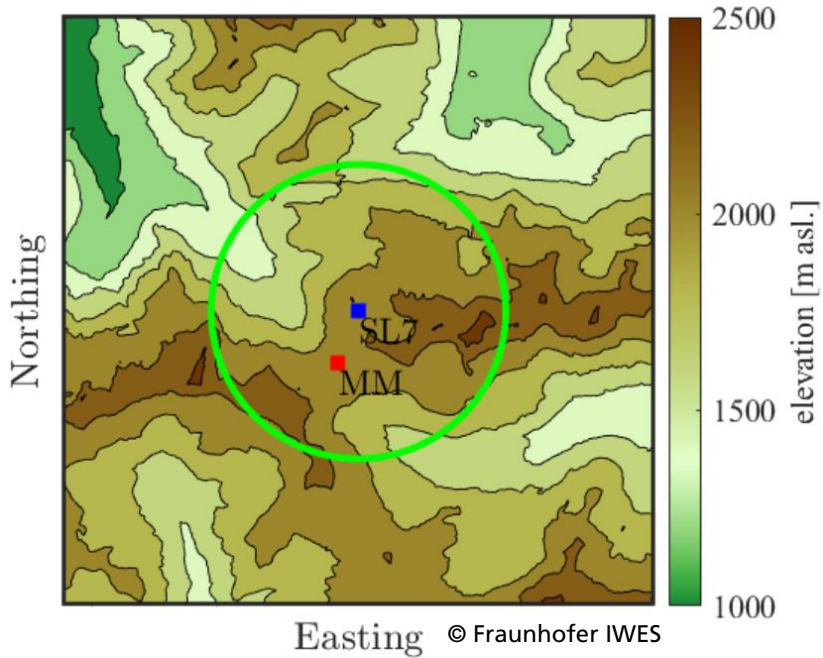 2500
2000
1500
1000
elevation [m asl.]
Northing
SL7
MM
Easting
© Fraunhofer IWES